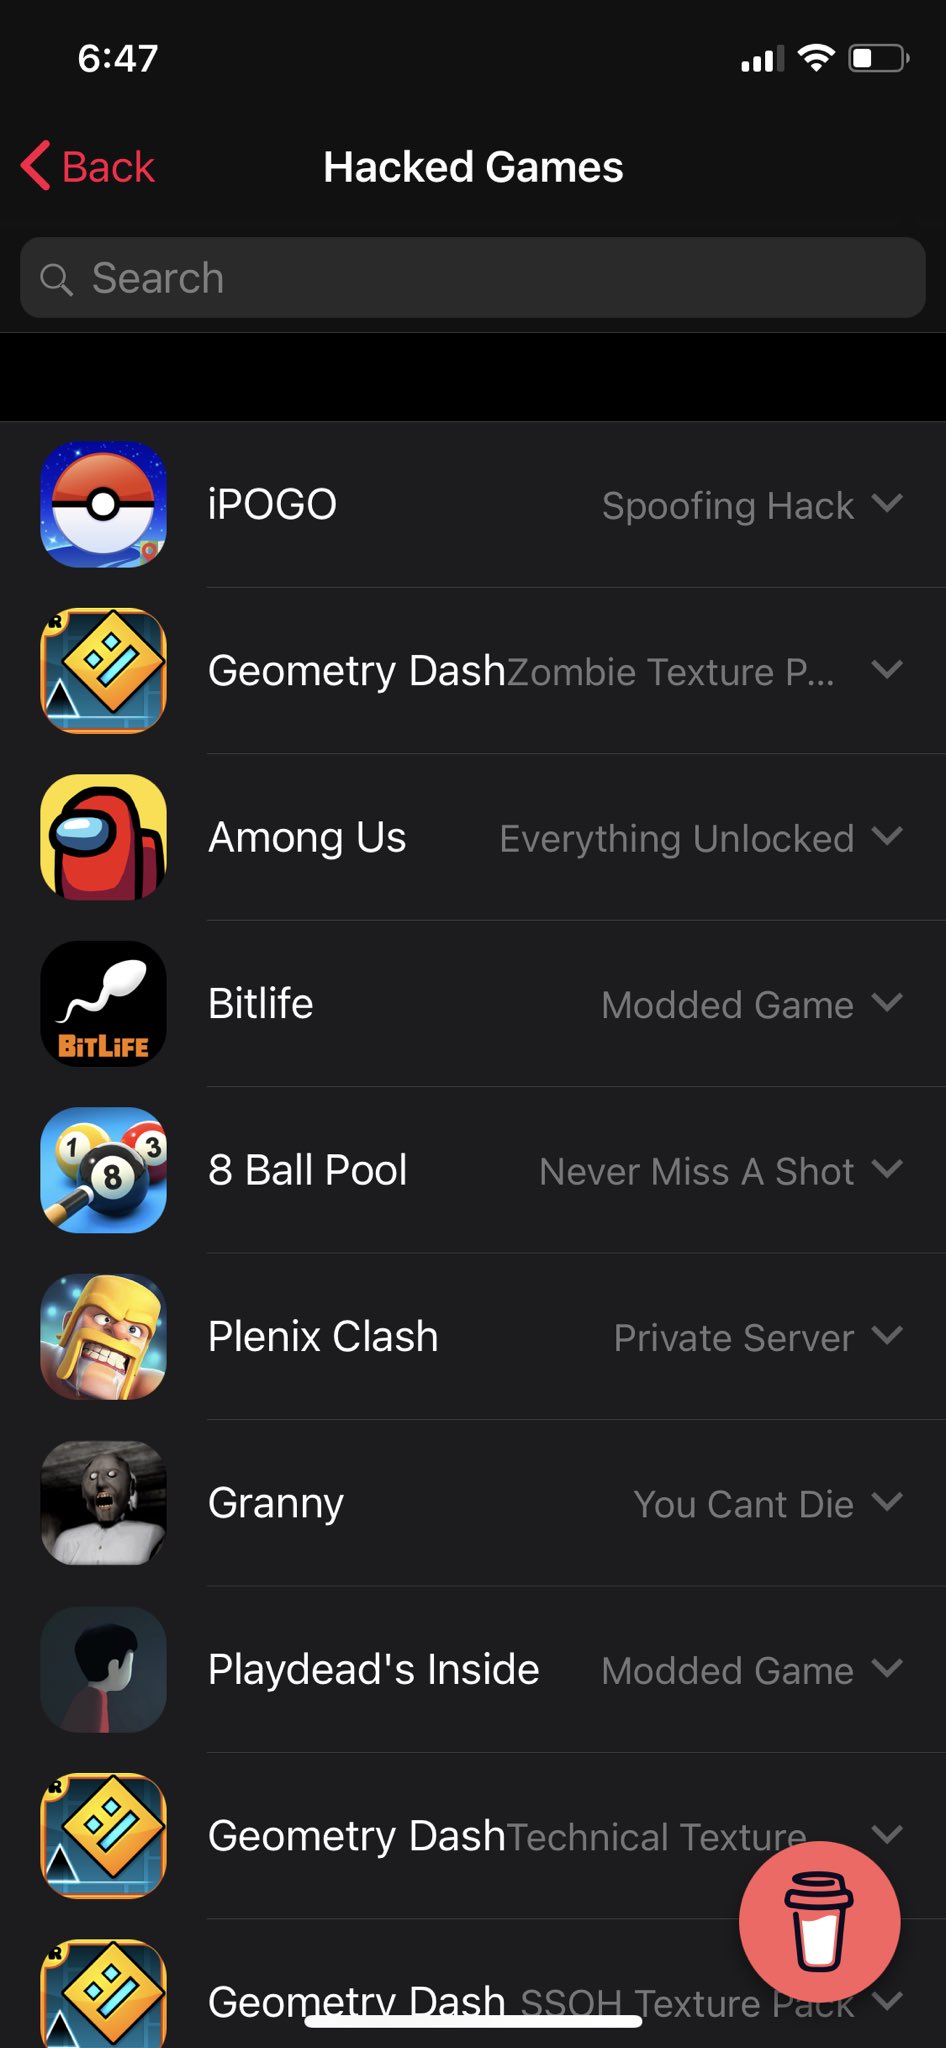 6:47
Back
Hacked Games
Search
iPOGO
Spoofing Hack
R
Geometry Dash
Zombie Texture P...
Among Us
Everything Unlocked
BiTLiFE
Bitlife
Modded Game
1 3
8
8 Ball Pool
Never Miss A Shot
Plenix Clash
Private Server
Granny
You Cant Die
Playdead's Inside
Modded Game
R
Geometry Dash
Technical Texture
R
Geometry Dash
SSOH Texture Pack